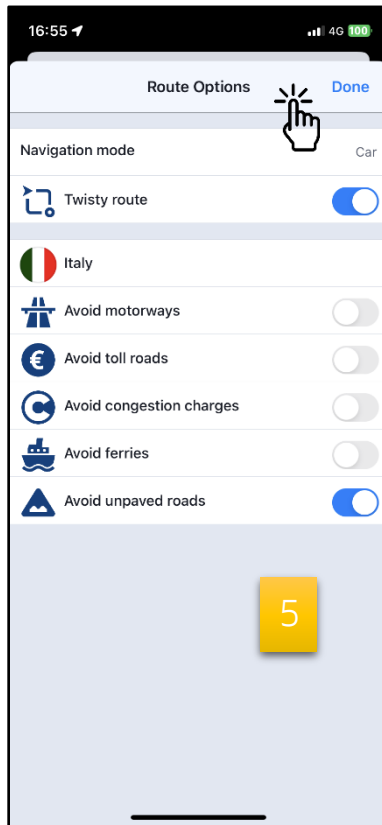 16:55 4G 100
Route Options Done
Navigation mode Car
Twisty route
Italy
Avoid motorways
€ Avoid toll roads
Avoid congestion charges
Avoid ferries
Avoid unpaved roads
5